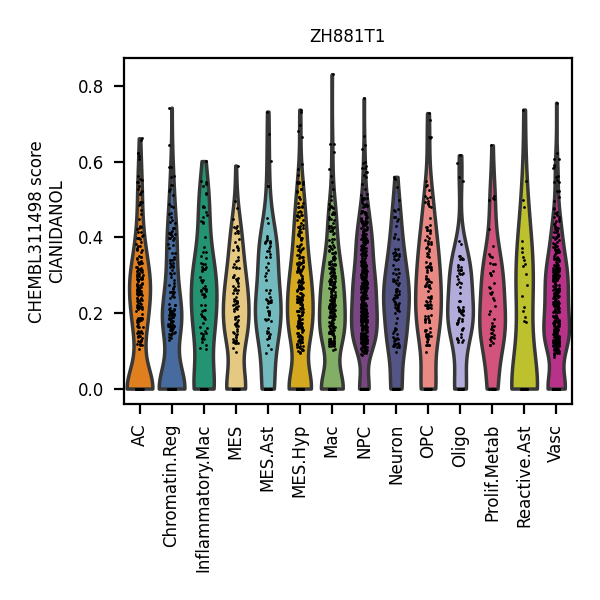 ZH881T1
CHEMBL311498 score
CIANIDANOL
0.8
0.6
0.4
0.2
0.0
AC
Chromatin.Reg
Inflammatory.Mac
MES
MES.Ast
MES.Hyp
Mac
NPC
Neuron
OPC
Oligo
Prolif.Metab
Reactive.Ast
Vasc